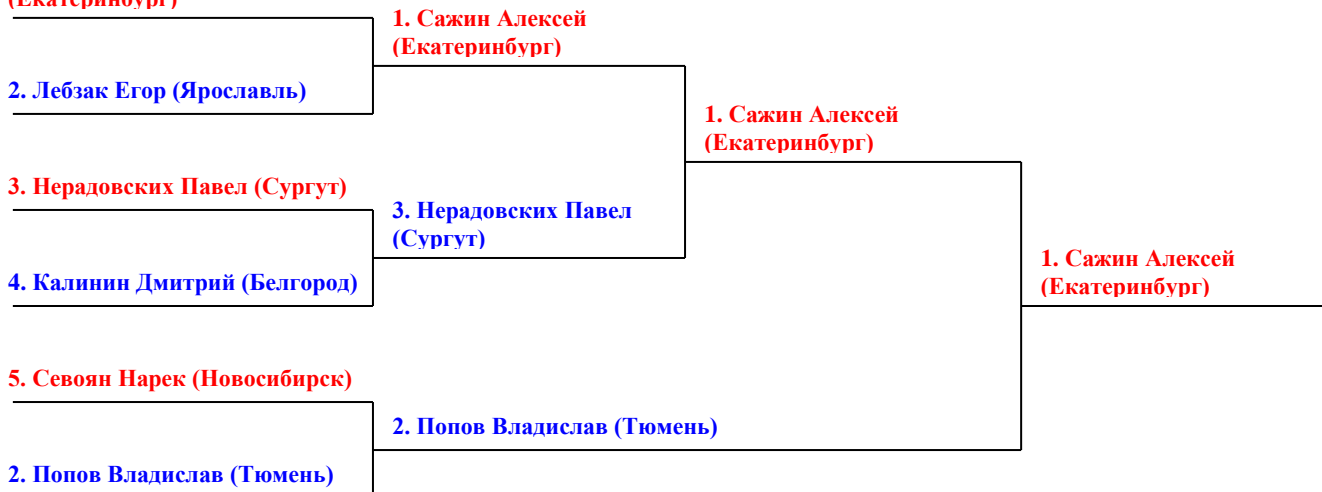 (Екатеринбург)
1. Сажин Алексей
(Екатеринбург)
2. Лебзак Егор (Ярославль)
1. Сажин Алексей
(Екатеринбург)
3. Нерадовских Павел (Сургут)
3. Нерадовских Павел
(Сургут)
4. Калинин Дмитрий (Белгород)
1. Сажин Алексей
(Екатеринбург)
5. Севоян Нарек (Новосибирск)
2. Попов Владислав (Тюмень)
2. Попов Владислав (Тюмень)